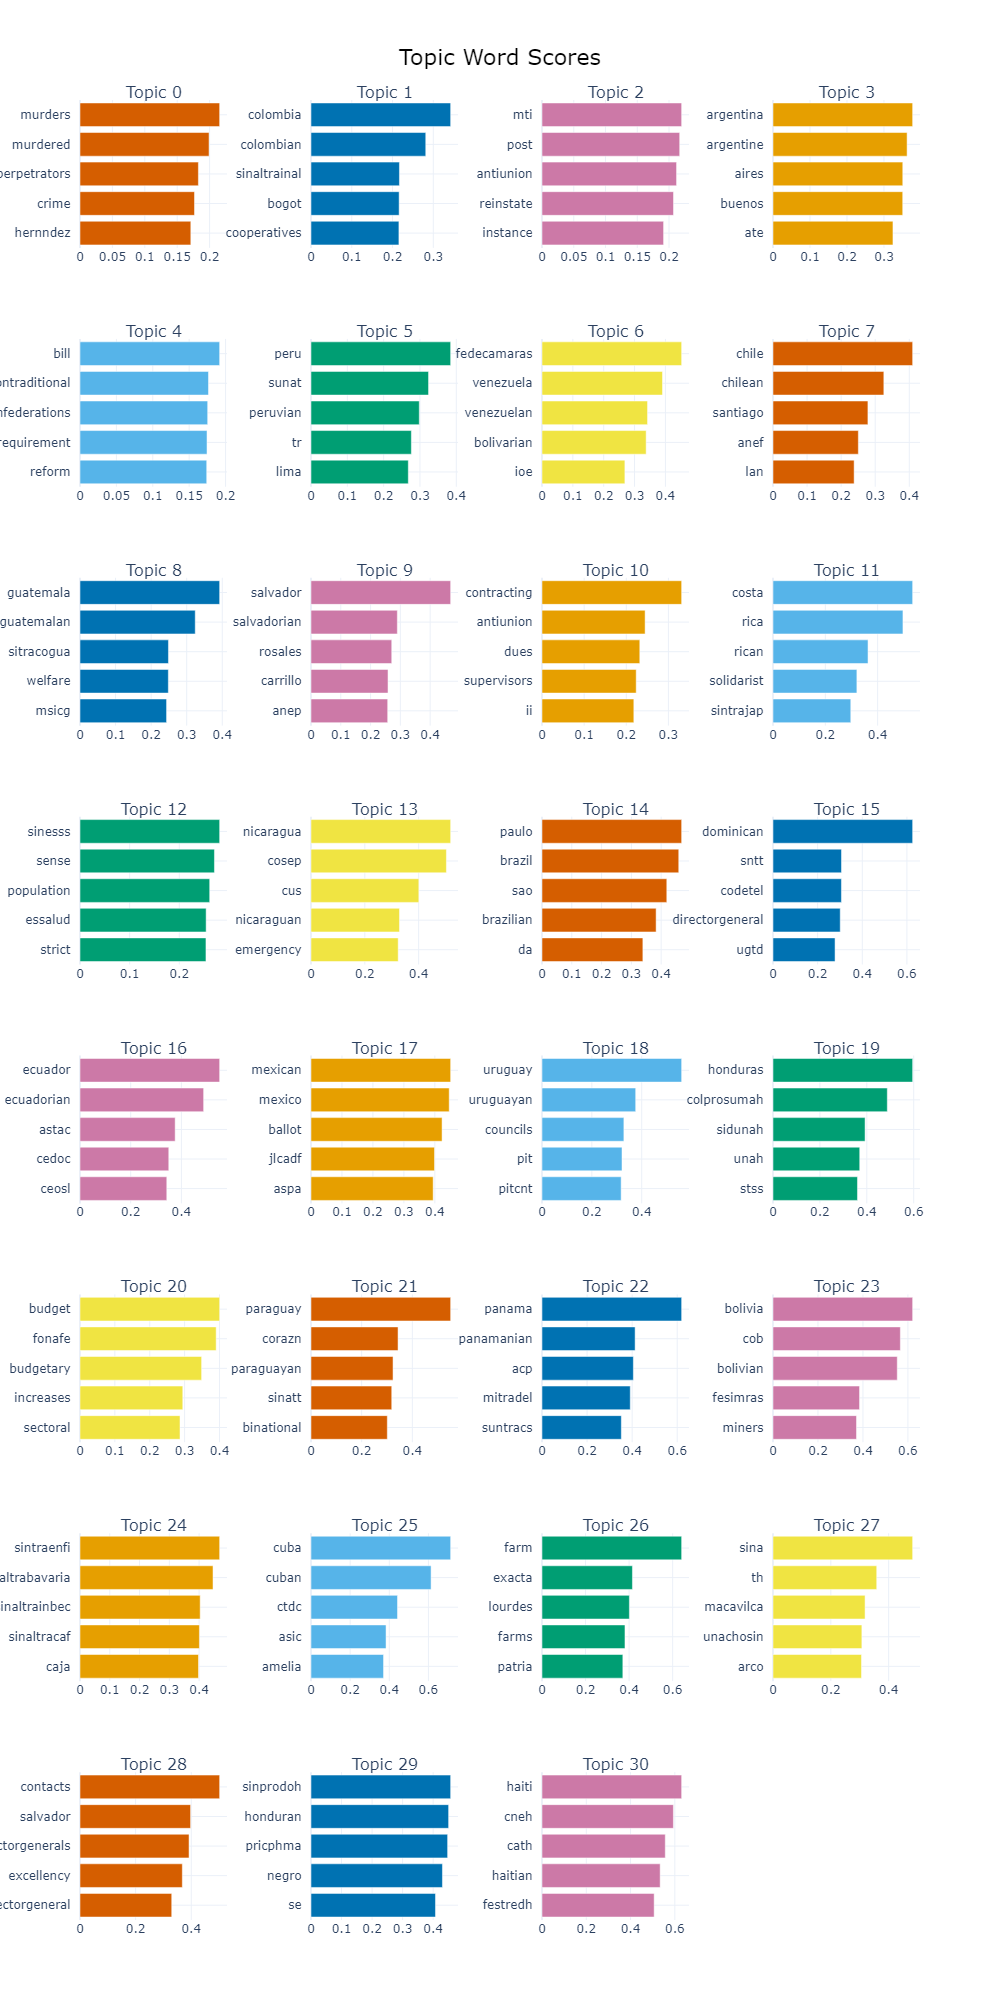 Topic Word Scores
Topic 0 Topic 1 Topic 2 Topic 3
murders colombia mti argentina
murdered colombian post argentine
perpetrators sinaltrainal antiunion aires
crime bogot reinstate buenos
hernndez cooperatives instance ate
0 0.05 0.1 0.15 0.2 0 0.1 0.2 0.3 0 0.05 0.1 0.15 0.2 0 0.1 0.2 0.3
Topic 4 Topic 5 Topic 6 Topic 7
bill peru fedecamaras chile
ontraditional sunat venezuela chilean
nfederations peruvian venezuelan santiago
requirement tr bolivarian anef
reform lima ioe lan
0 0.05 0.1 0.15 0.2 0 0.1 0.2 0.3 0.4 0 0.1 0.2 0.3 0.4 0 0.1 0.2 0.3 0.4
Topic 8 Topic 9 Topic 10 Topic 11
guatemala salvador contracting costa
guatemalan salvadorian antiunion rica
sitracogua rosales dues rican
welfare carrillo supervisors solidarist
msicg anep ii sintrajap
0 0.1 0.2 0.3 0.4 0 0.1 0.2 0.3 0.4 0 0.1 0.2 0.3 0 0.2 0.4
Topic 12 Topic 13 Topic 14 Topic 15
sinesss nicaragua paulo dominican
sense cosep brazil sntt
population cus sao codetel
essalud nicaraguan brazilian directorgeneral
strict emergency da ugtd
0 0.1 0.2 0 0.2 0.4 0 0.1 0.2 0.3 0.4 0 0.2 0.4 0.6
Topic 16 Topic 17 Topic 18 Topic 19
ecuador mexican uruguay honduras
ecuadorian mexico uruguayan colprosumah
astac ballot councils sidunah
cedoc jlcadf pit unah
ceosl aspa pitcnt stss
0 0.2 0.4 0 0.1 0.2 0.3 0.4 0 0.2 0.4 0 0.2 0.4 0.6
Topic 20 Topic 21 Topic 22 Topic 23
budget paraguay panama bolivia
fonafe corazn panamanian cob
budgetary paraguayan acp bolivian
increases sinatt mitradel fesimras
sectoral binational suntracs miners
0 0.1 0.2 0.3 0.4 0 0.2 0.4 0 0.2 0.4 0.6 0 0.2 0.4 0.6
Topic 24 Topic 25 Topic 26 Topic 27
sintraenfi cuba farm sina
altrabavaria cuban exacta th
inaltrainbec ctdc lourdes macavilca
sinaltracaf asic farms unachosin
caja amelia patria arco
0 0.1 0.2 0.3 0.4 0 0.2 0.4 0.6 0 0.2 0.4 0.6 0 0.2 0.4
Topic 28 Topic 29 Topic 30
contacts sinprodoh haiti
salvador honduran cneh
ctorgenerals pricphma cath
excellency negro haitian
ectorgeneral se festredh
0 0.2 0.4 0 0.1 0.2 0.3 0.4 0 0.2 0.4 0.6